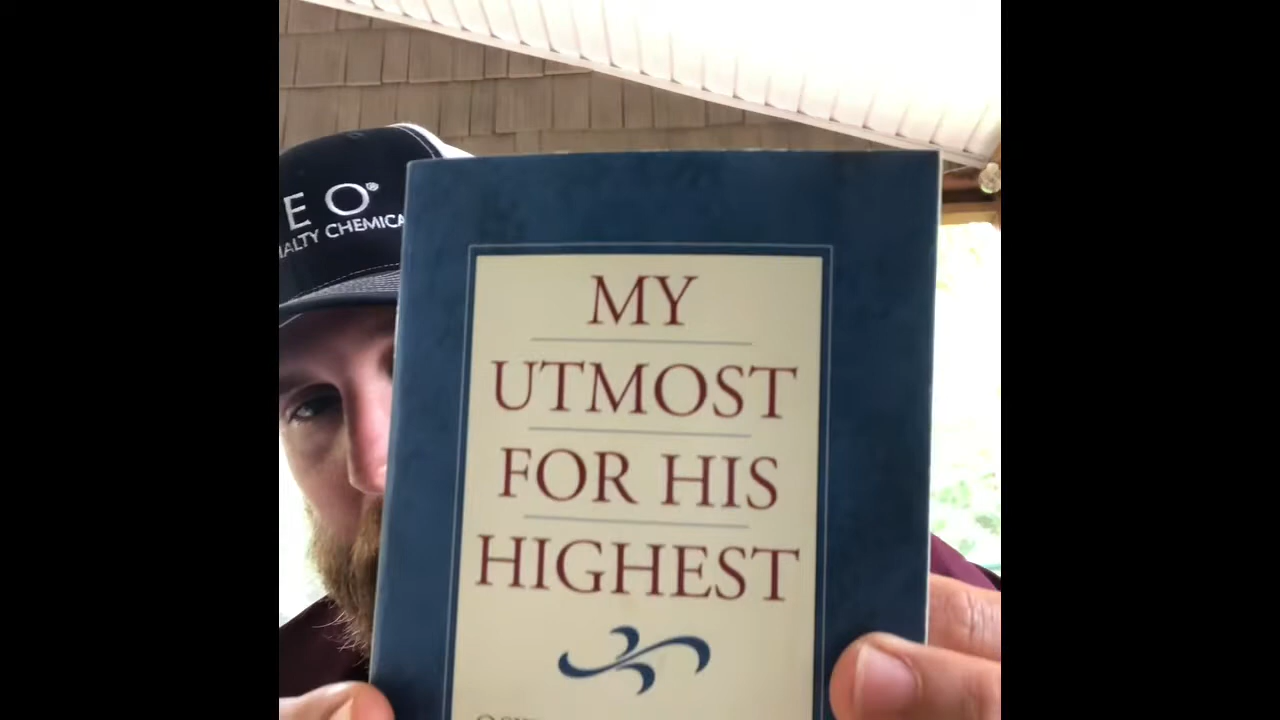 E O®
ALTY CHEMICA
MY
UTMOST
FOR HIS
HIGHEST